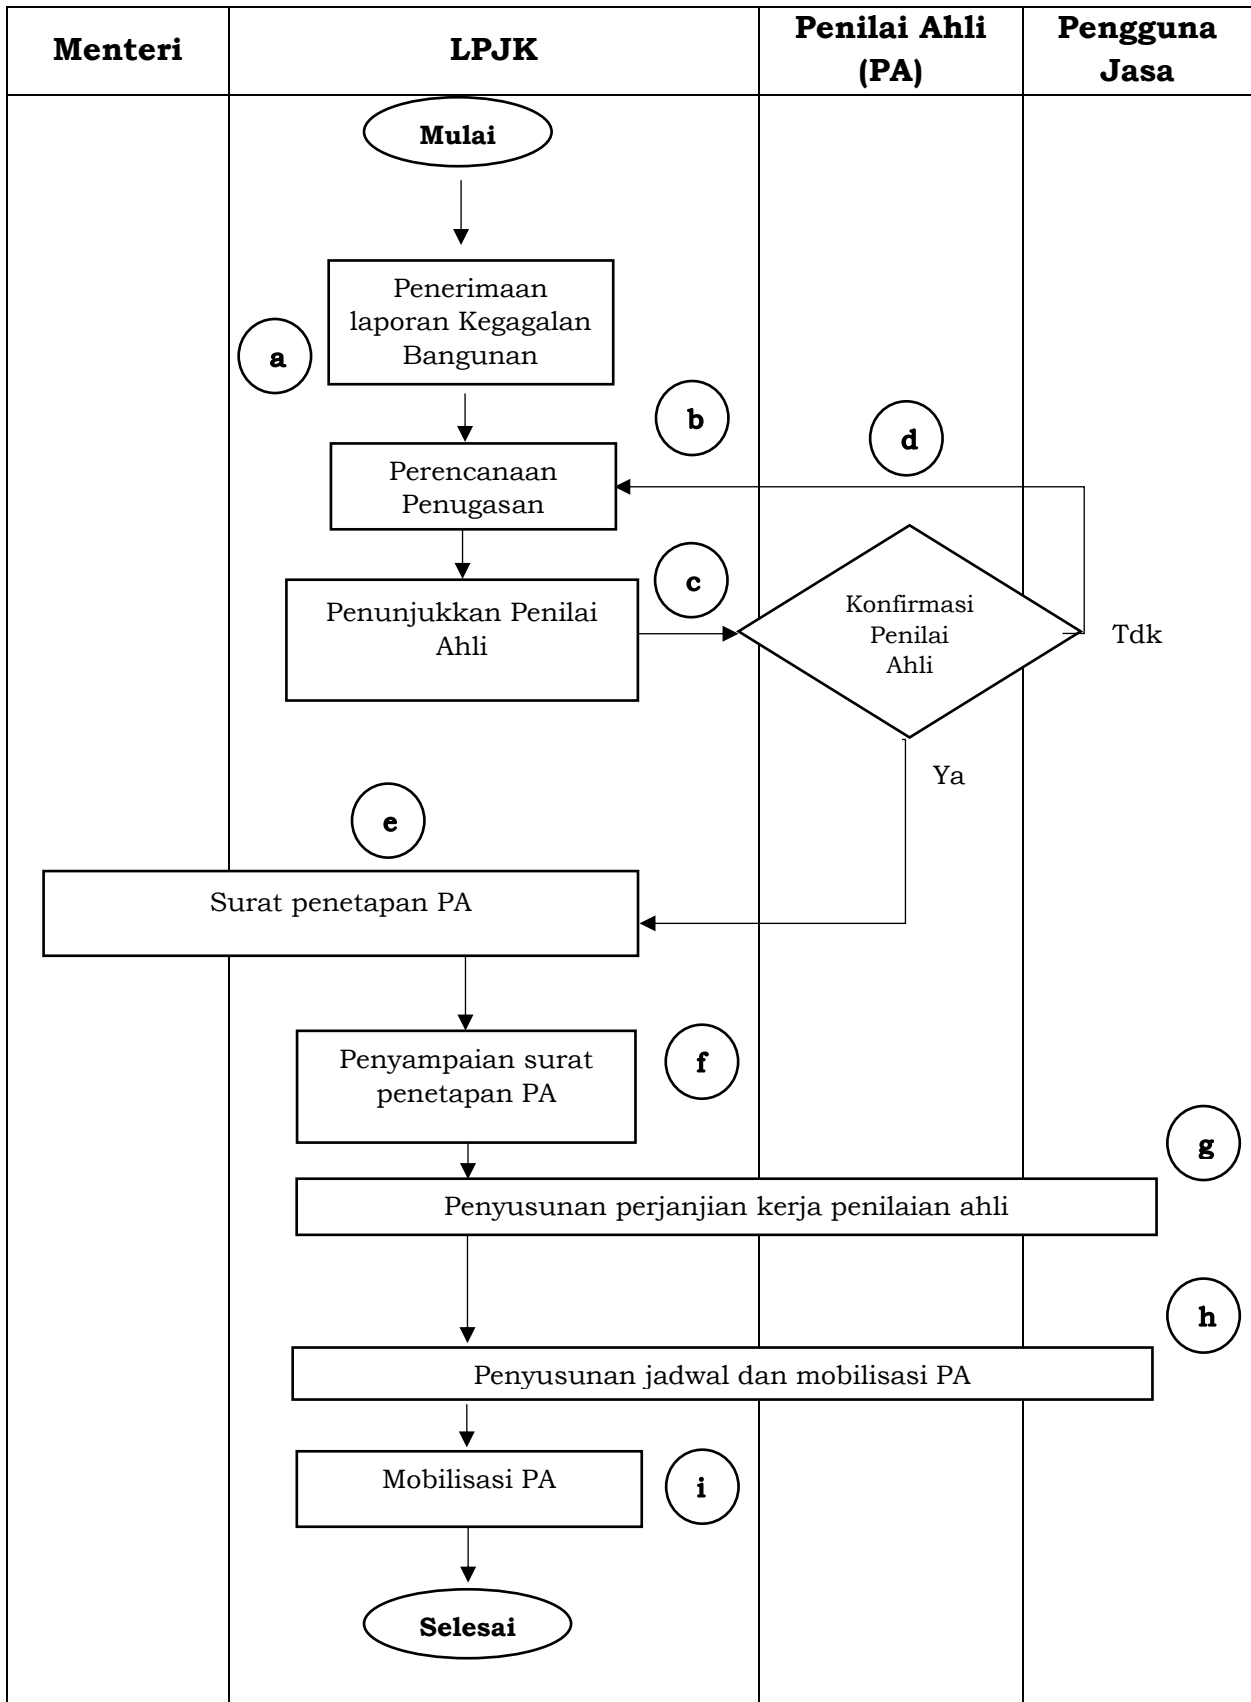 Menteri
LPJK
Penilai Ahli
(PA)
Pengguna
Jasa
Mulai
Penerimaan
laporan Kegagalan
Bangunan
a
b
d
Perencanaan
Penugasan
c
Penunjukkan Penilai
Ahli
Konfirmasi
Penilai
Ahli
Tdk
Ya
e
Surat penetapan PA
Penyampaian surat
penetapan PA
f
g
Penyusunan perjanjian kerja penilaian ahli
h
Penyusunan jadwal dan mobilisasi PA
Mobilisasi PA
i
Selesai